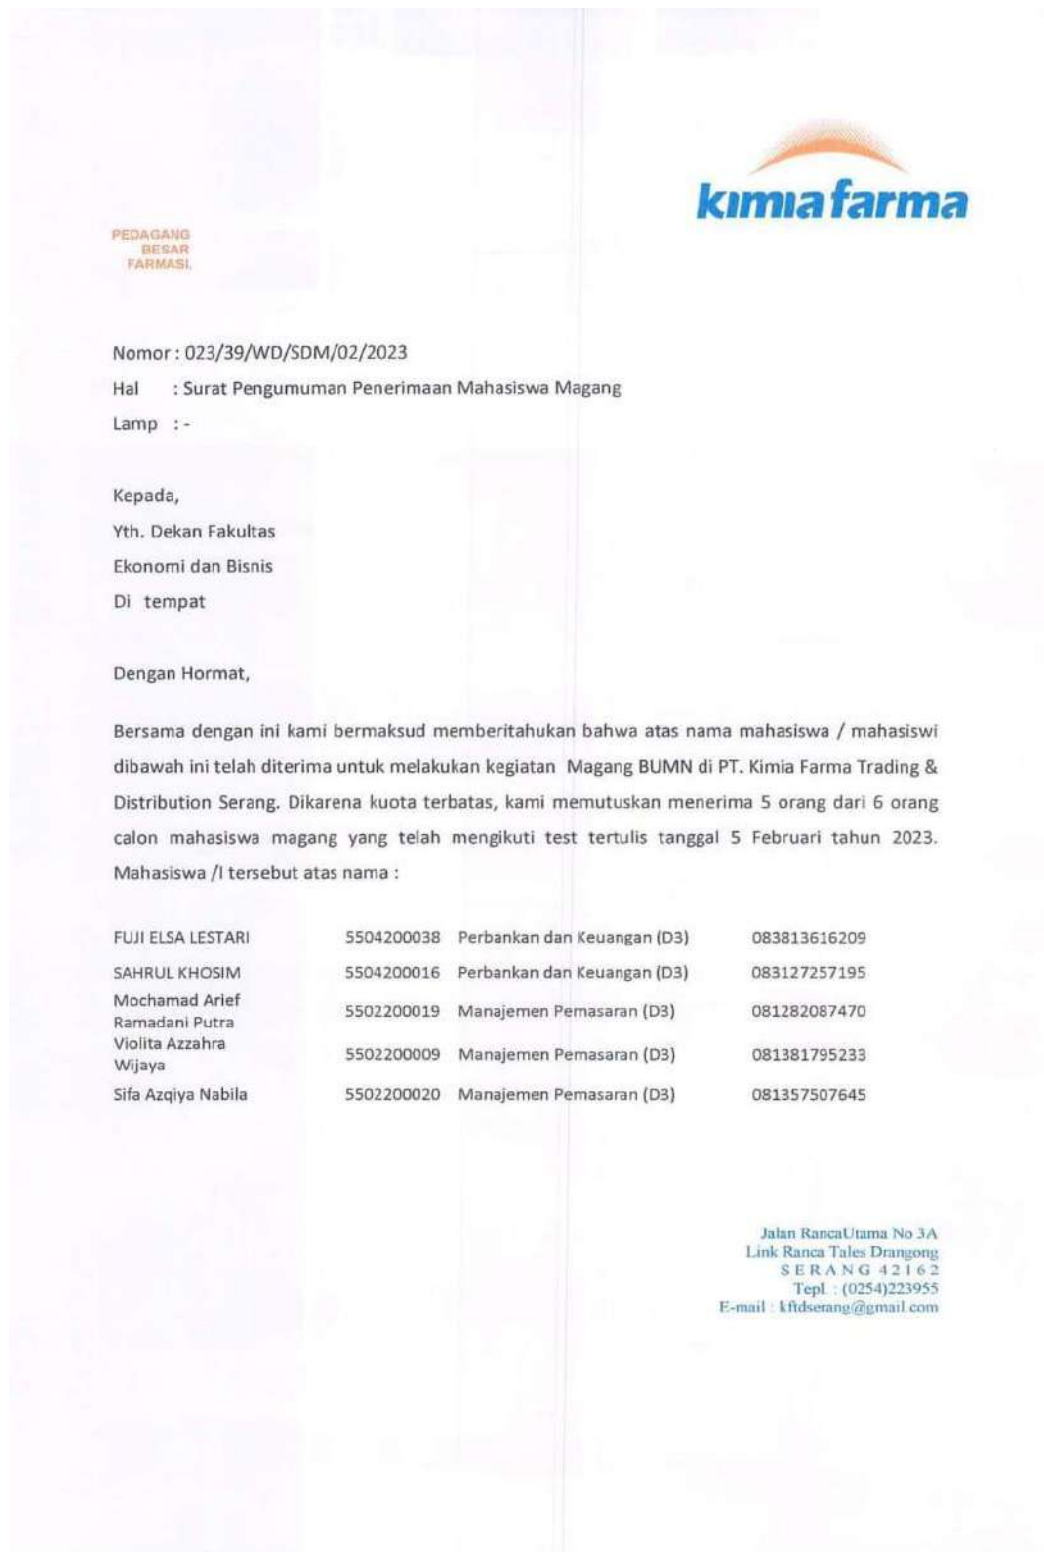 kimia farma
PEDAGANG
BESAR
FARMASI.
Nomor : 023/39/WD/SDM/02/2023
Hal : Surat Pengumuman Penerimaan Mahasiswa Magang
Lamp : -
Kepada,
Yth. Dekan Fakultas
Ekonomi dan Bisnis
Di tempat
Dengan Hormat,
Bersama dengan ini kami bermaksud memberitahukan bahwa atas nama mahasiswa / mahasiswi
dibawah ini telah diterima untuk melakukan kegiatan Magang BUMN di PT. Kimia Farma Trading &
Distribution Serang. Dikarena kuota terbatas, kami memutuskan menerima 5 orang dari 6 orang
calon mahasiswa magang yang telah mengikuti test tertulis tanggal 5 Februari tahun 2023.
Mahasiswa /I tersebut atas nama :
FUJI ELSA LESTARI 5504200038 Perbankan dan Keuangan (D3) 083813616209
SAHRUL KHOSIM 5504200016 Perbankan dan Keuangan (D3) 083127257195
Mochamad Arief
Ramadani Putra 5502200019 Manajemen Pemasaran (D3) 081282087470
Violita Azzahra
Wijaya 5502200009 Manajemen Pemasaran (D3) 081381795233
Sifa Azqiya Nabila 5502200020 Manajemen Pemasaran (D3) 081357507645
Jalan RancaUtama No 3A
Link Ranca Tales Drangong
SERANG 42162
Tepl. : (0254)223955
E-mail : kftdserang@gmail.com